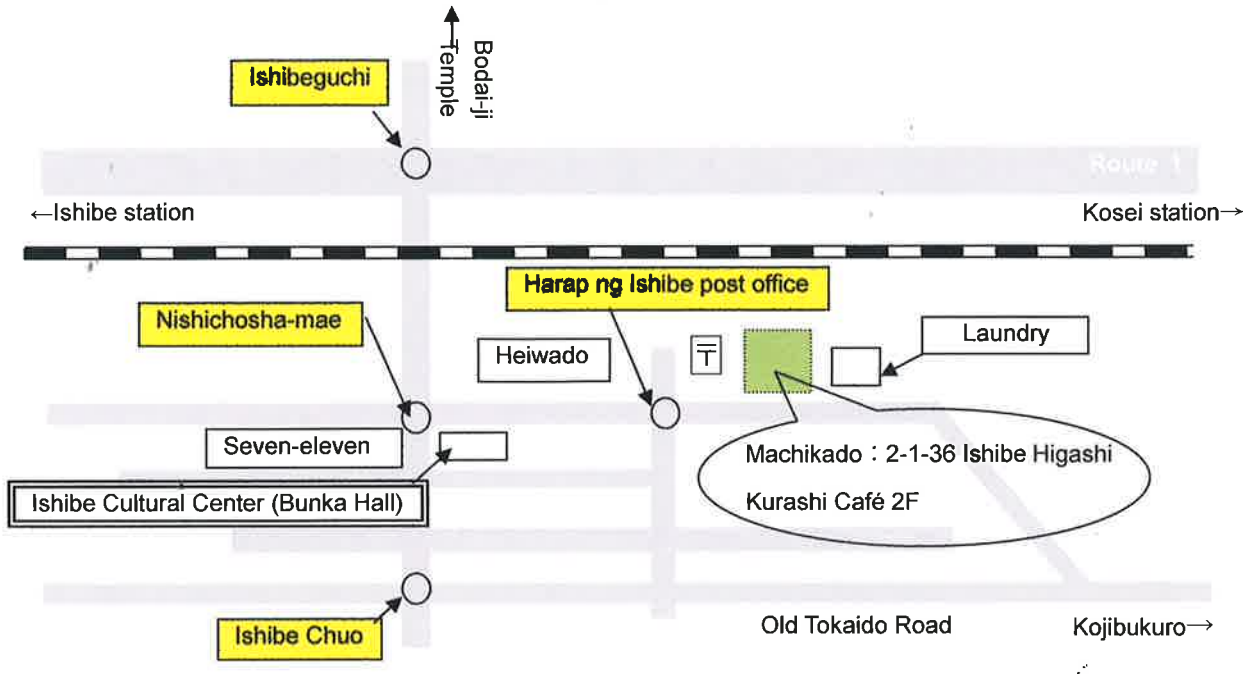 Bodai-ji
Temple
Ishibeguchi
Route 1
←Ishibe station
Kosei station→
Harap ng Ishibe post office
Nishichosha-mae
Heiwado
〒
Laundry
Seven-eleven
Machikado：2-1-36 Ishibe Higashi
Kurashi Café 2F
Ishibe Cultural Center (Bunka Hall)
Ishibe Chuo
Old Tokaido Road
Kojibukuro→